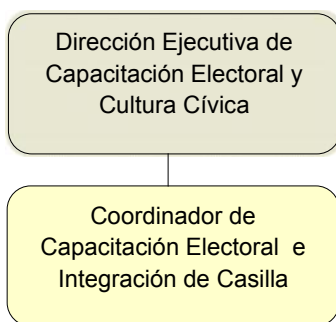 Dirección Ejecutiva de
Capacitación Electoral y
Cultura Cívica
Coordinador de
Capacitación Electoral  e
Integración de Casilla